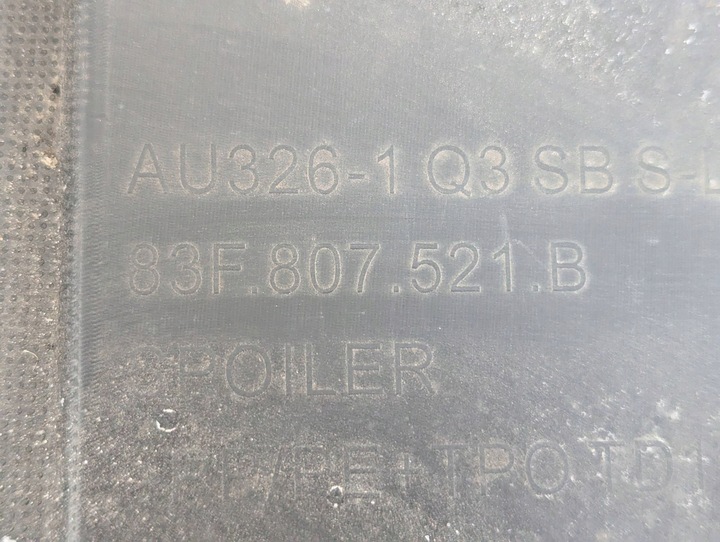 AU326-1 Q3 SB S-L
83F.807.521.B
SPOILER
PP/PE+TPO TD1